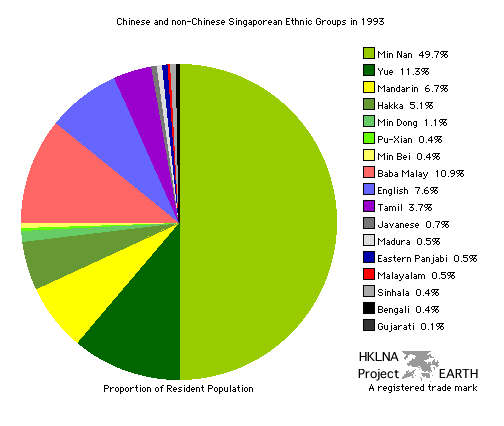 Chinese and non-Chinese Singaporean Ethnic Groups in 1993
Min Nan 49.7%
Yue 11.3%
Mandarin 6.7%
Hakka 5.1%
Min Dong 1.1%
Pu-Xian 0.4%
Min Bei 0.4%
Baba Malay 10.9%
English 7.6%
Tamil 3.7%
Javanese 0.7%
Madura 0.5%
Eastern Panjabi 0.5%
Malayalam 0.5%
Sinhala 0.4%
Bengali 0.4%
Gujarati 0.1%
HKLNA
Project EARTH
A registered trade mark
Proportion of Resident Population